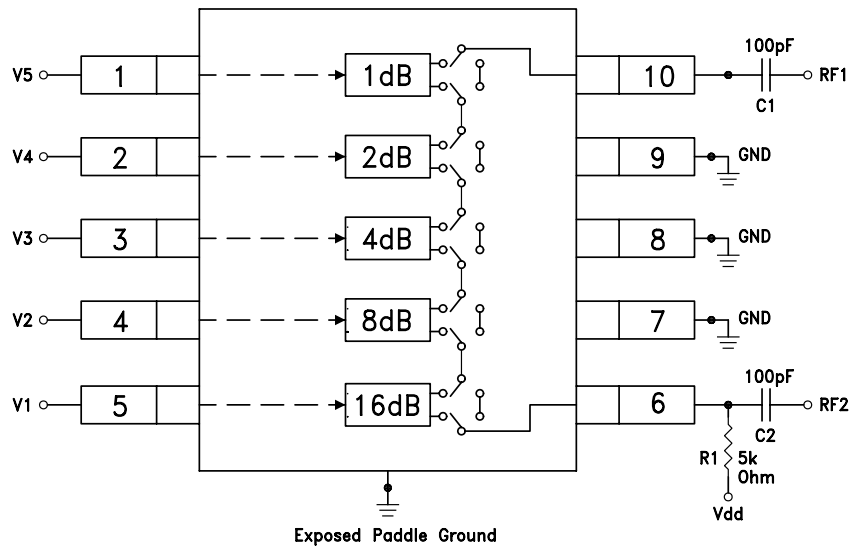 V5 1 1dB 10 100pF C1 RF1
V4 2 2dB 9 GND
V3 3 4dB 8 GND
V2 4 8dB 7 GND
V1 5 16dB 6 100pF C2 RF2
R1 5k
Ohm
Vdd
Exposed Paddle Ground